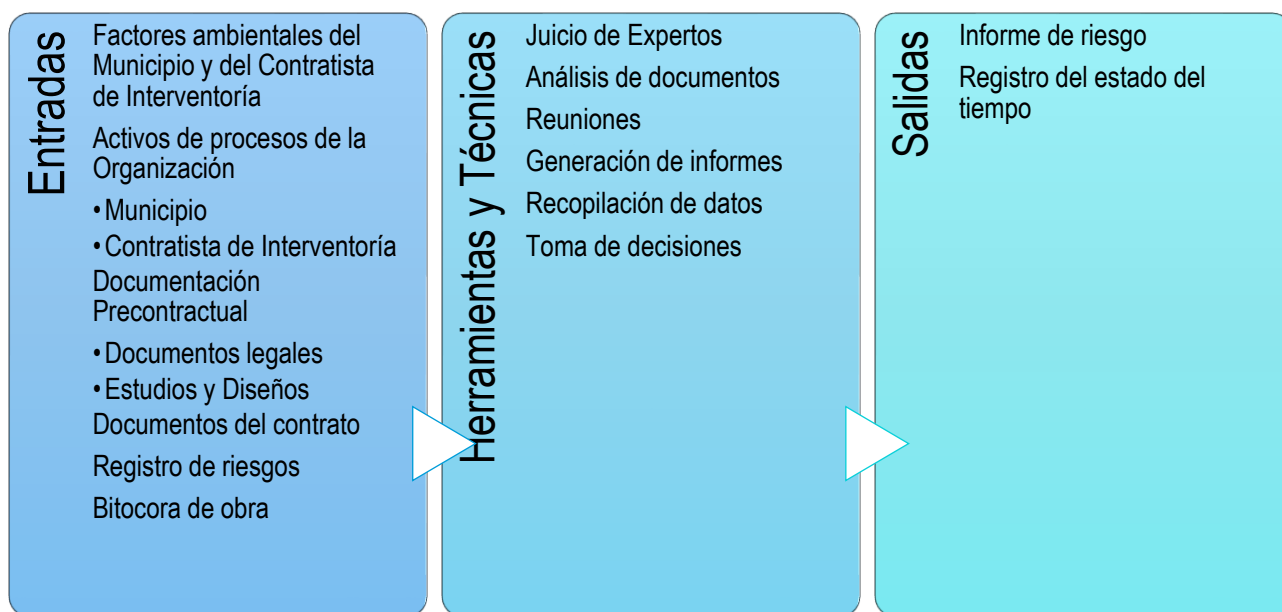 Entradas
Factores ambientales del
Municipio y del Contratista
de Interventoría
Activos de procesos de la
Organización
• Municipio
• Contratista de Interventoría
Documentación
Precontractual
• Documentos legales
• Estudios y Diseños
Documentos del contrato
Registro de riesgos
Bitocora de obra
Herramientas y Técnicas
Juicio de Expertos
Análisis de documentos
Reuniones
Generación de informes
Recopilación de datos
Toma de decisiones
Salidas
Informe de riesgo
Registro del estado del
tiempo